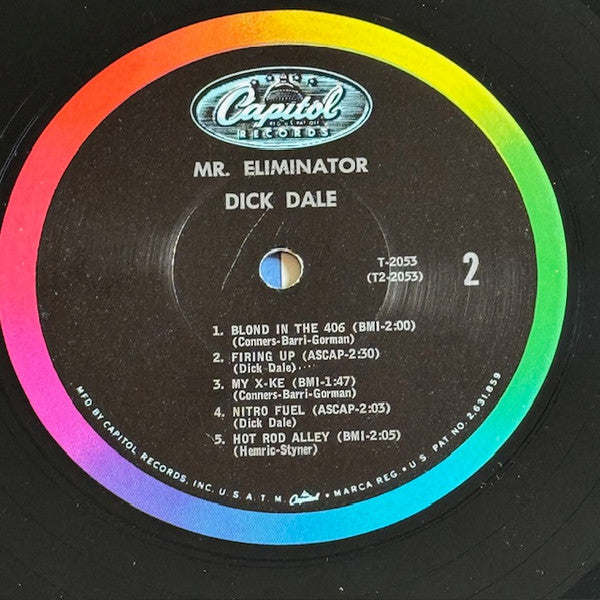 Capitol
RECORDS
MR. ELIMINATOR
DICK DALE
T-2053
(T2-2053)
2
1. BLOND IN THE 406 (BMI-2:00)
(Conners-Barri-Gorman)
2. FIRING UP (ASCAP-2:30)
(Dick Dale)
3. MY X-KE (BMI-1:47)
(Conners-Barri-Gorman)
4. NITRO FUEL (ASCAP-2:03)
(Dick Dale)
5. HOT ROD ALLEY (BMI-2:05)
(Hemric-Styner)
MFD BY CAPITOL RECORDS, INC. U.S.A. T.M. Capitol • MARCA REG. • U.S. PAT. NO. 2,631,859